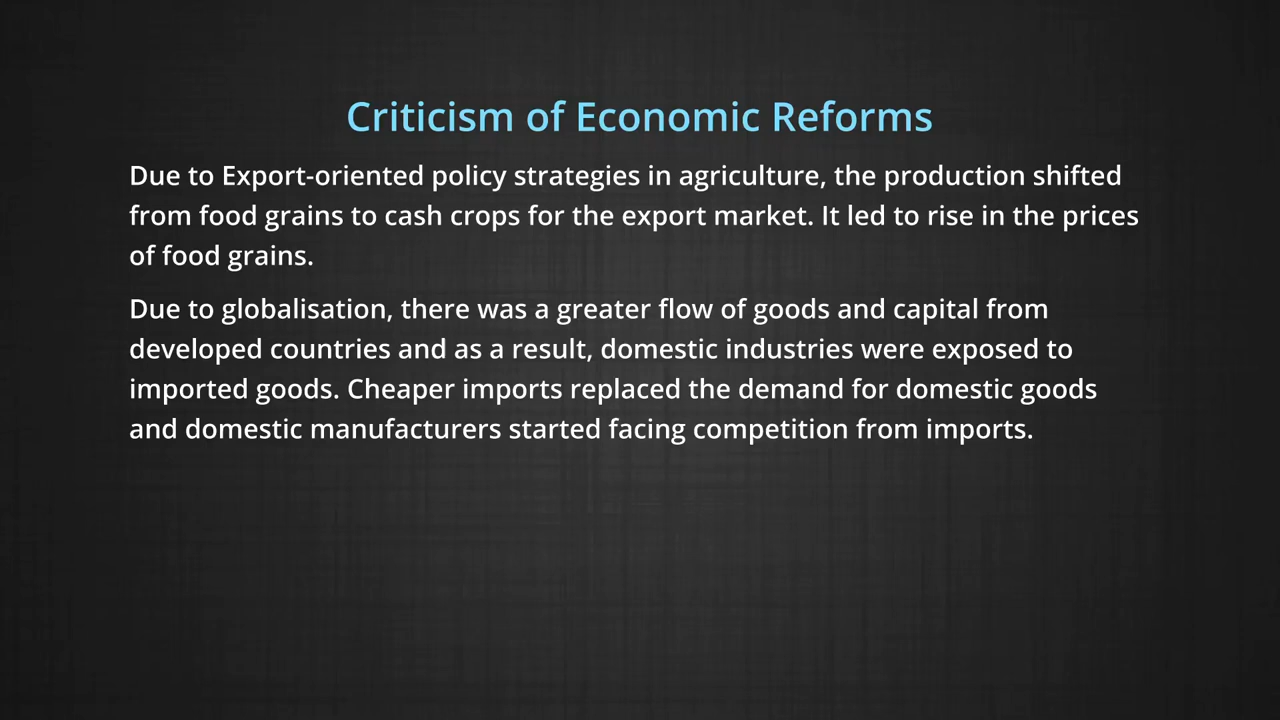 Criticism of Economic Reforms
Due to Export-oriented policy strategies in agriculture, the production shifted
from food grains to cash crops for the export market. It led to rise in the prices
of food grains.
Due to globalisation, there was a greater flow of goods and capital from
developed countries and as a result, domestic industries were exposed to
imported goods. Cheaper imports replaced the demand for domestic goods
and domestic manufacturers started facing competition from imports.